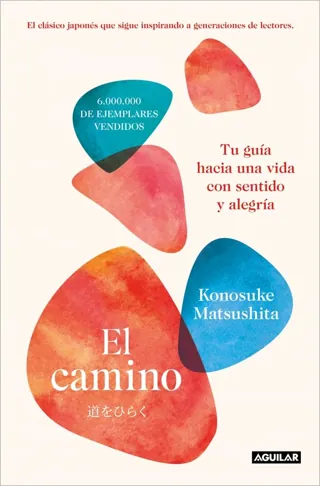 El clásico japonés que sigue inspirando a generaciones de lectores.
6.000.000
DE EJEMPLARES
VENDIDOS
Tu guía
hacia una vida
con sentido
y alegría
Konosuke
Matsushita
El
camino
道をひらく
AGUILAR